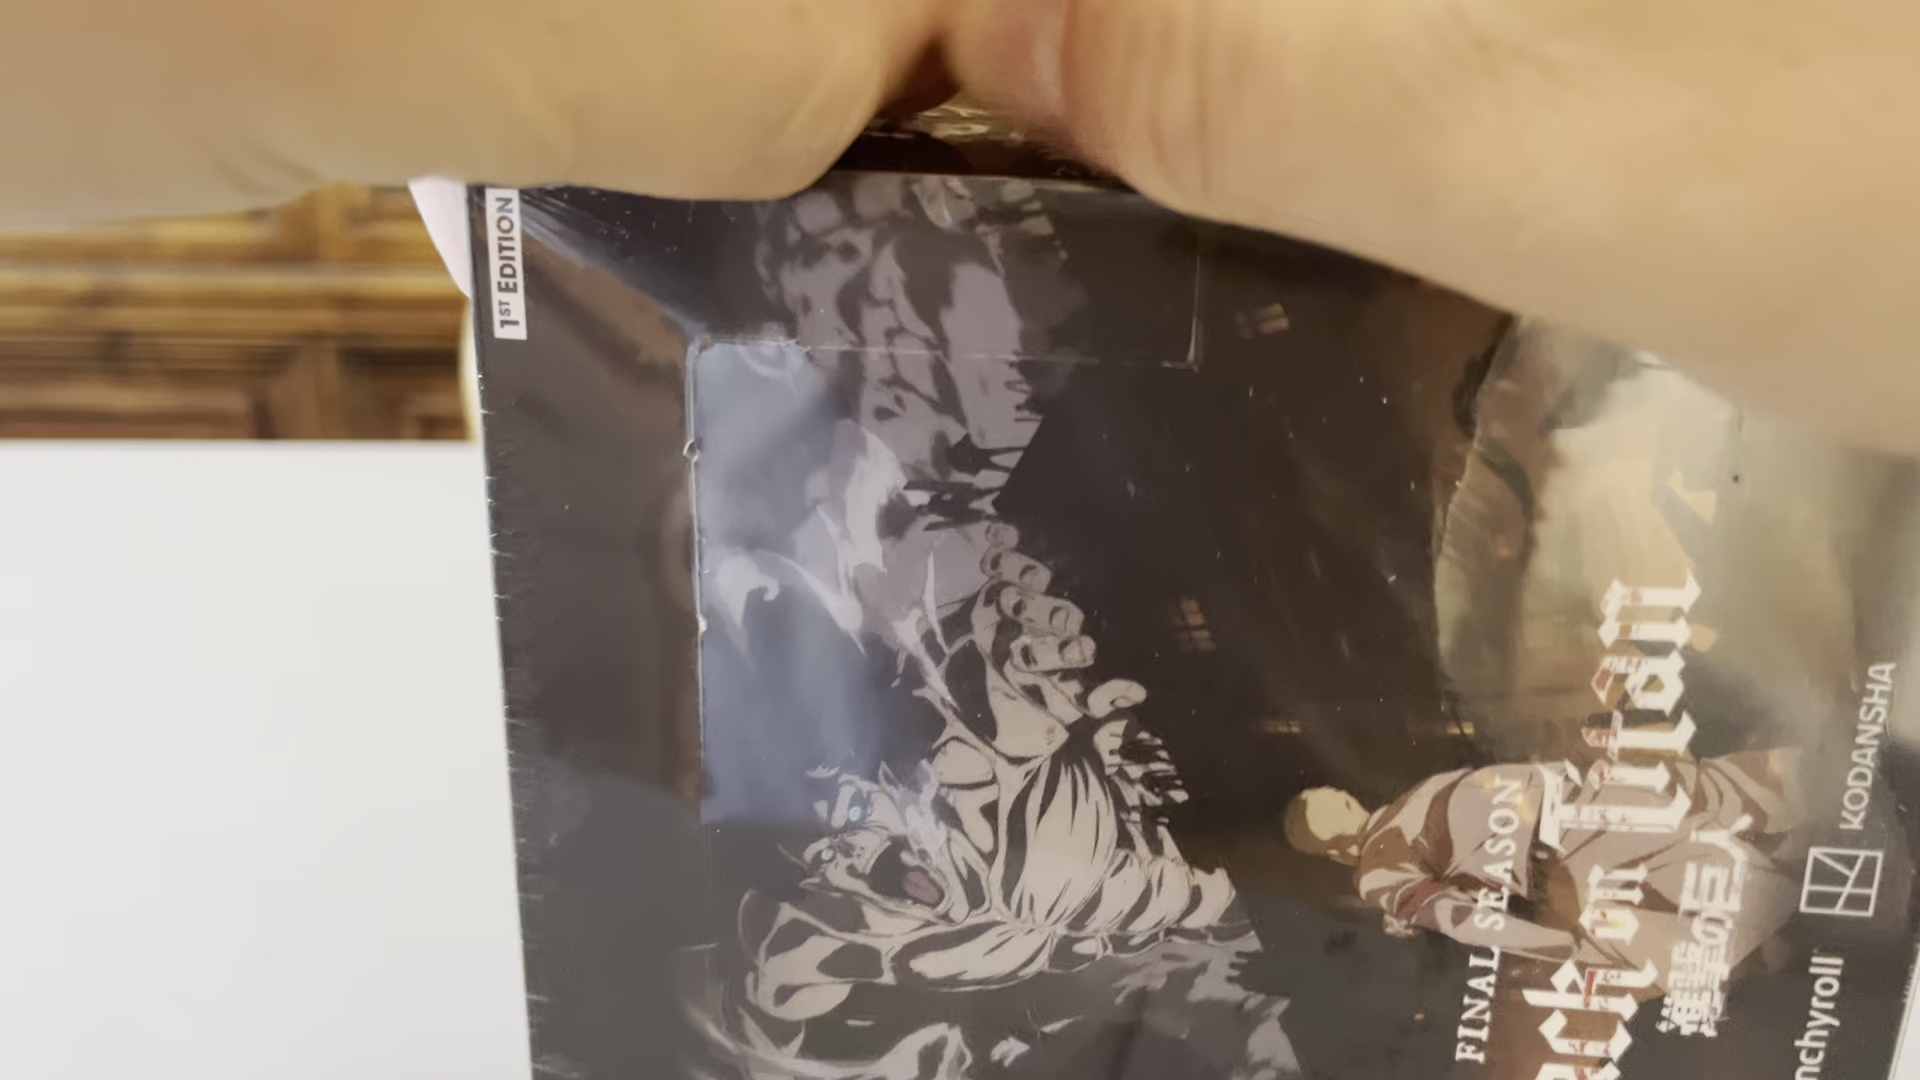 1ST EDITION
FINAL SEASON
ack on Titan
進撃の巨人
nchyroll
KODANSHA